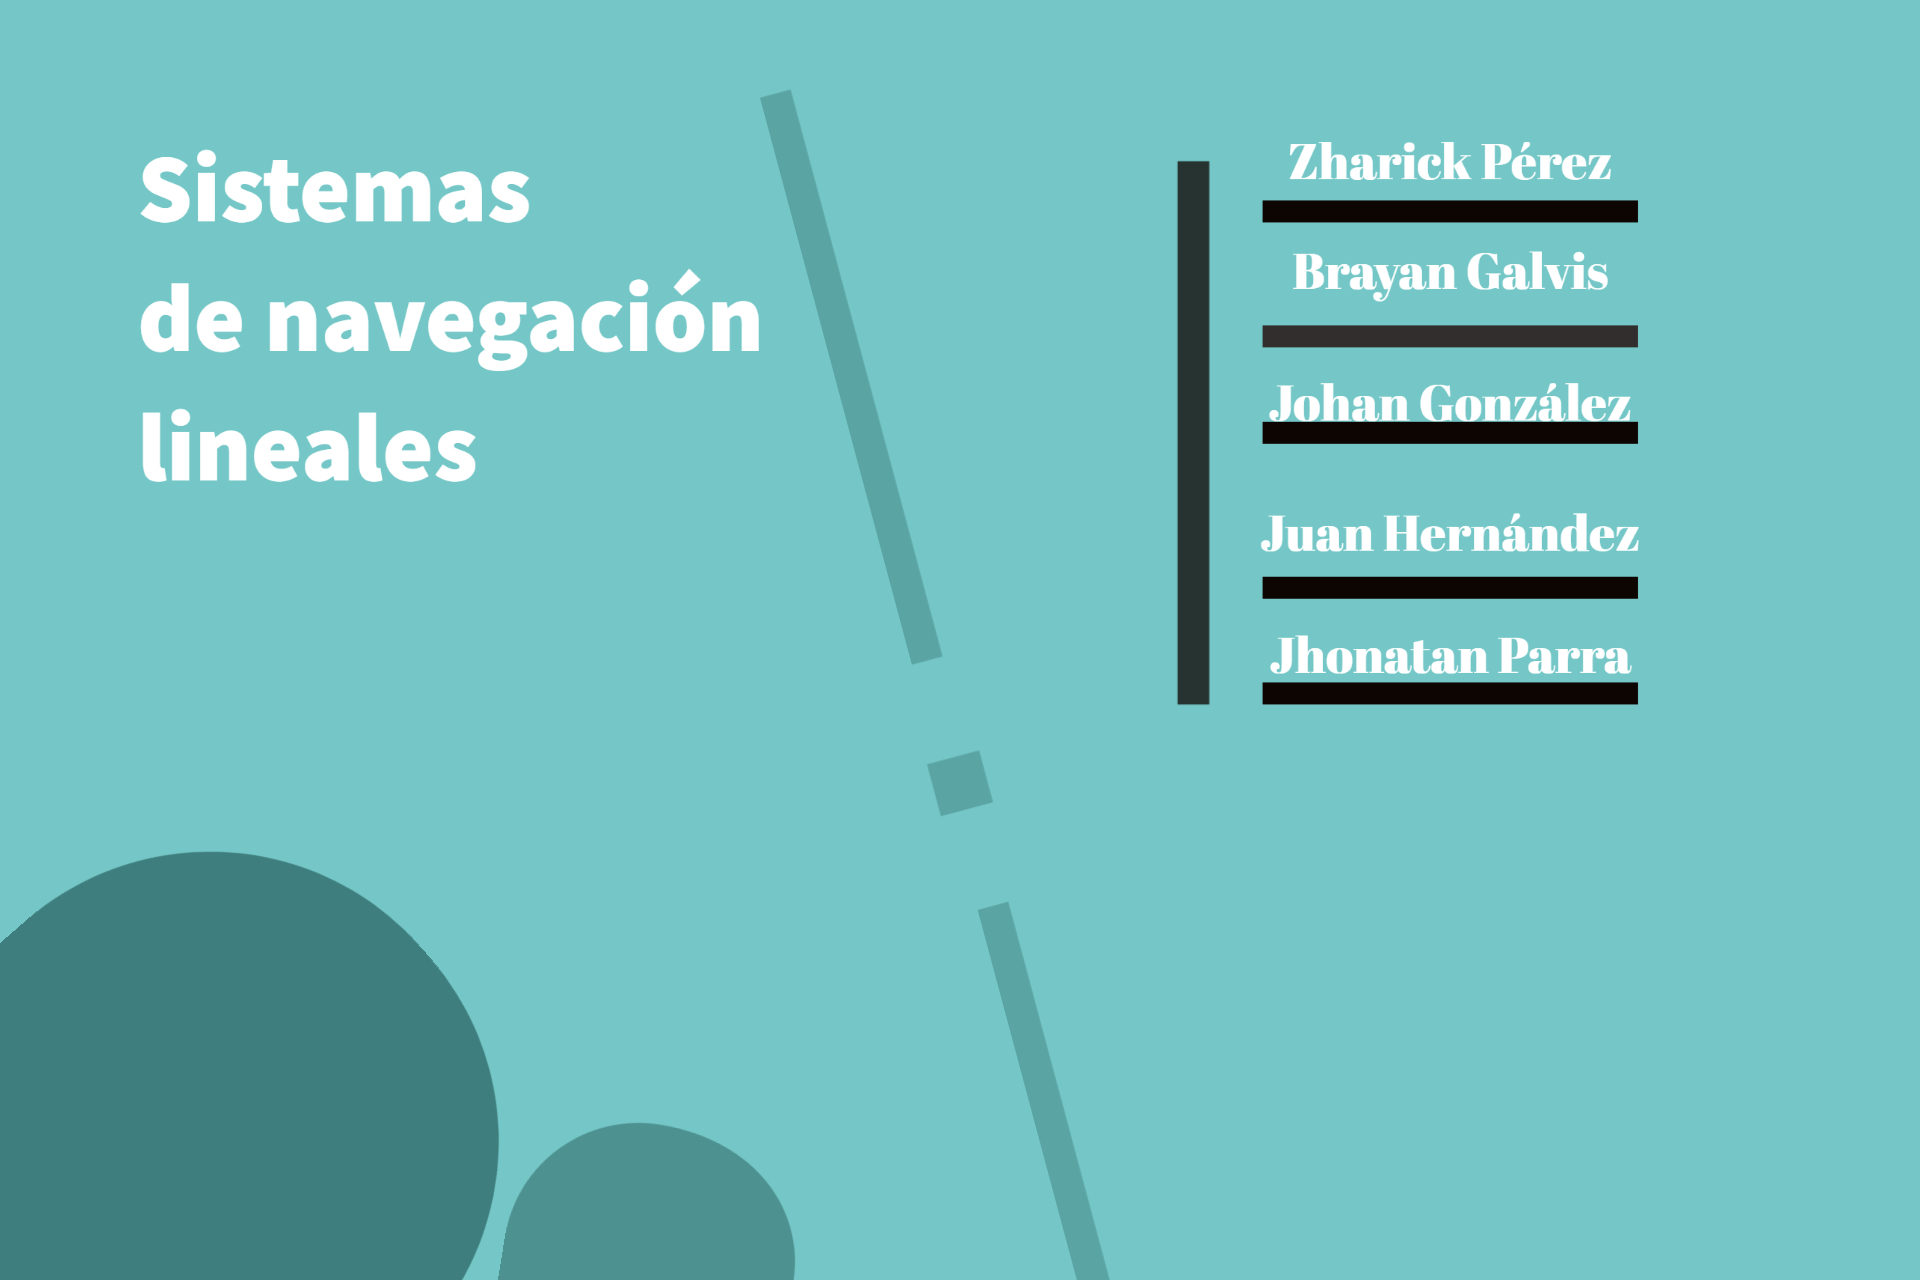 Sistemas
de navegación
lineales
Zharick Pérez
Brayan Galvis
Johan González
Juan Hernández
Jhonatan Parra